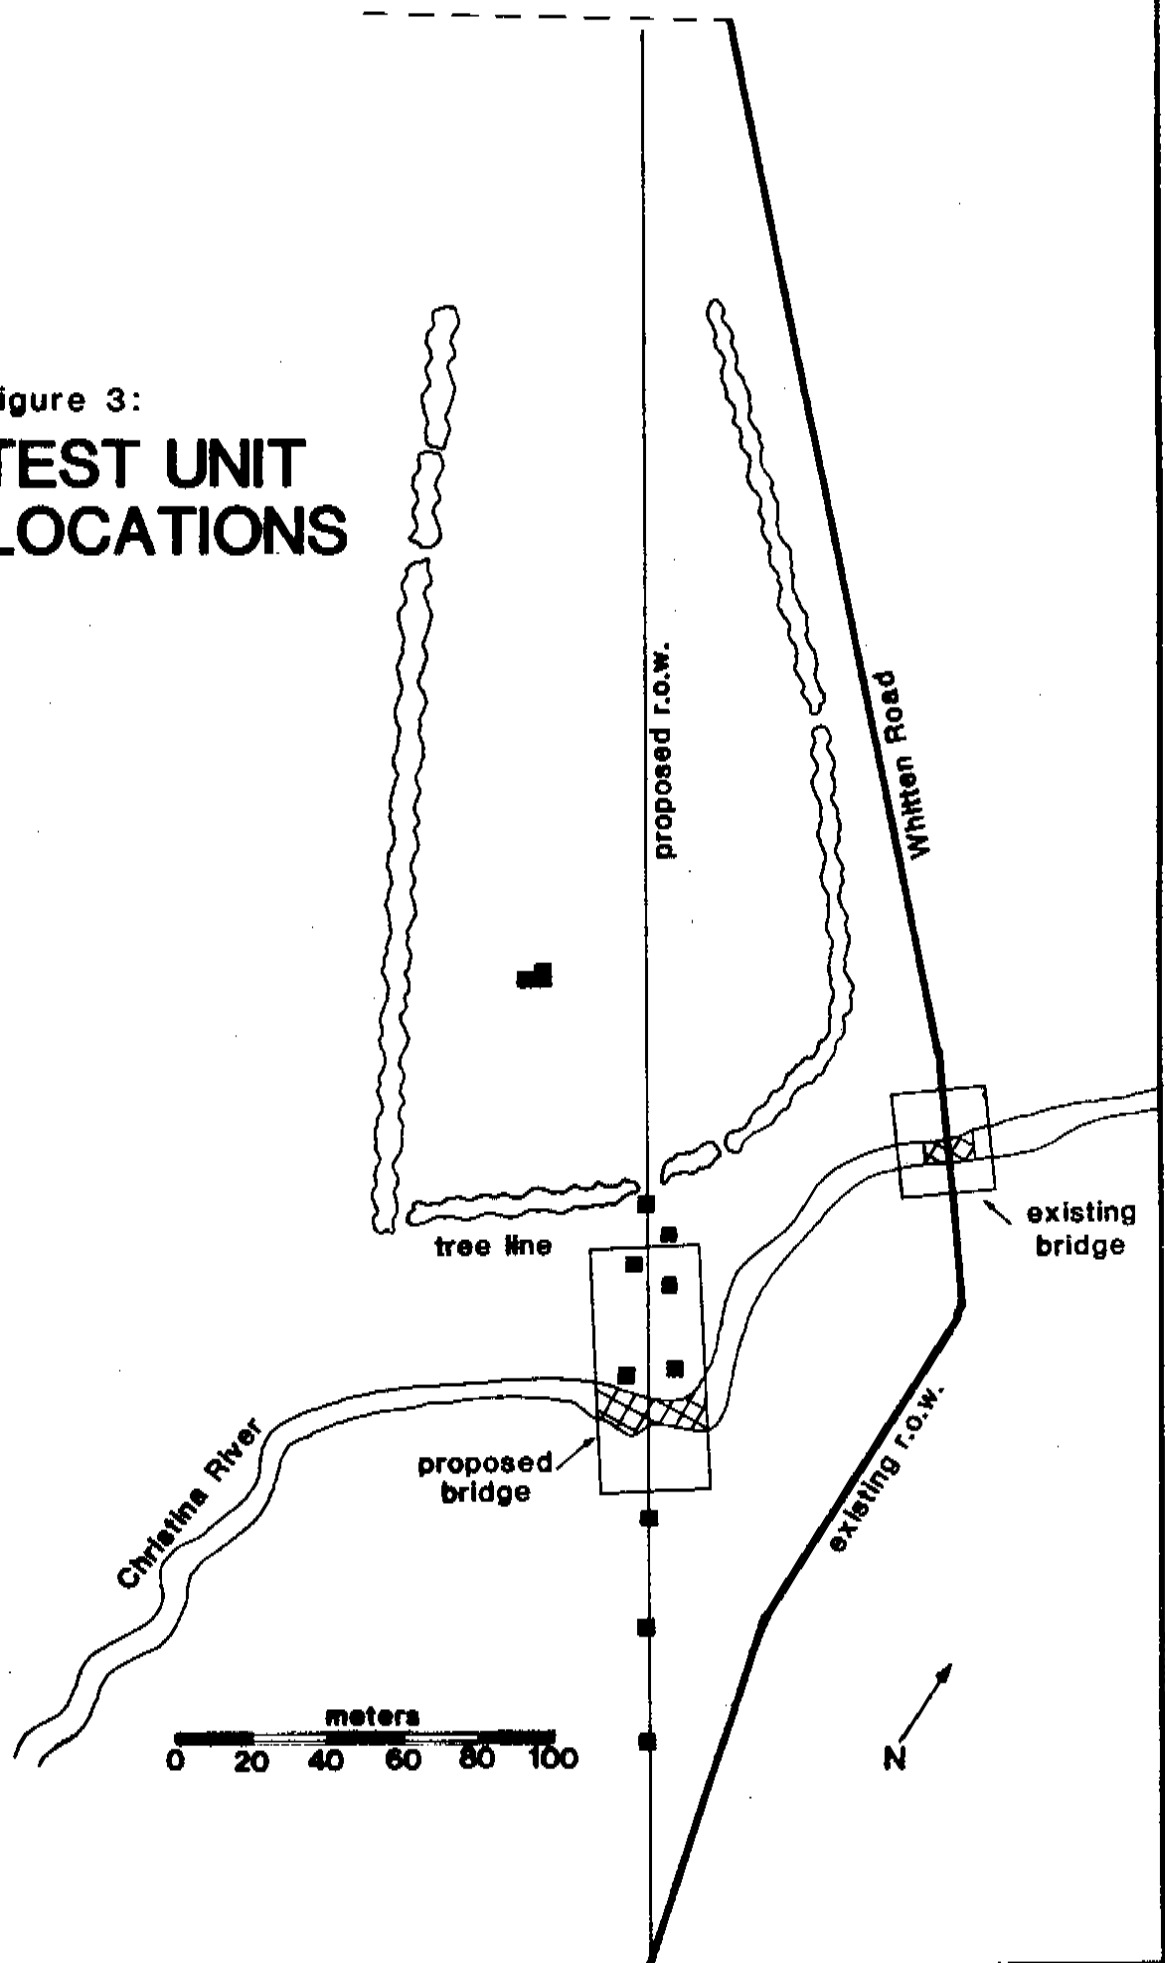 igure 3:
TEST UNIT
LOCATIONS
proposed r.o.w.
Whitten Road
tree line
existing
bridge
existing r.o.w.
proposed
bridge
Christina River
meters
0 20 40 60 80 100
N